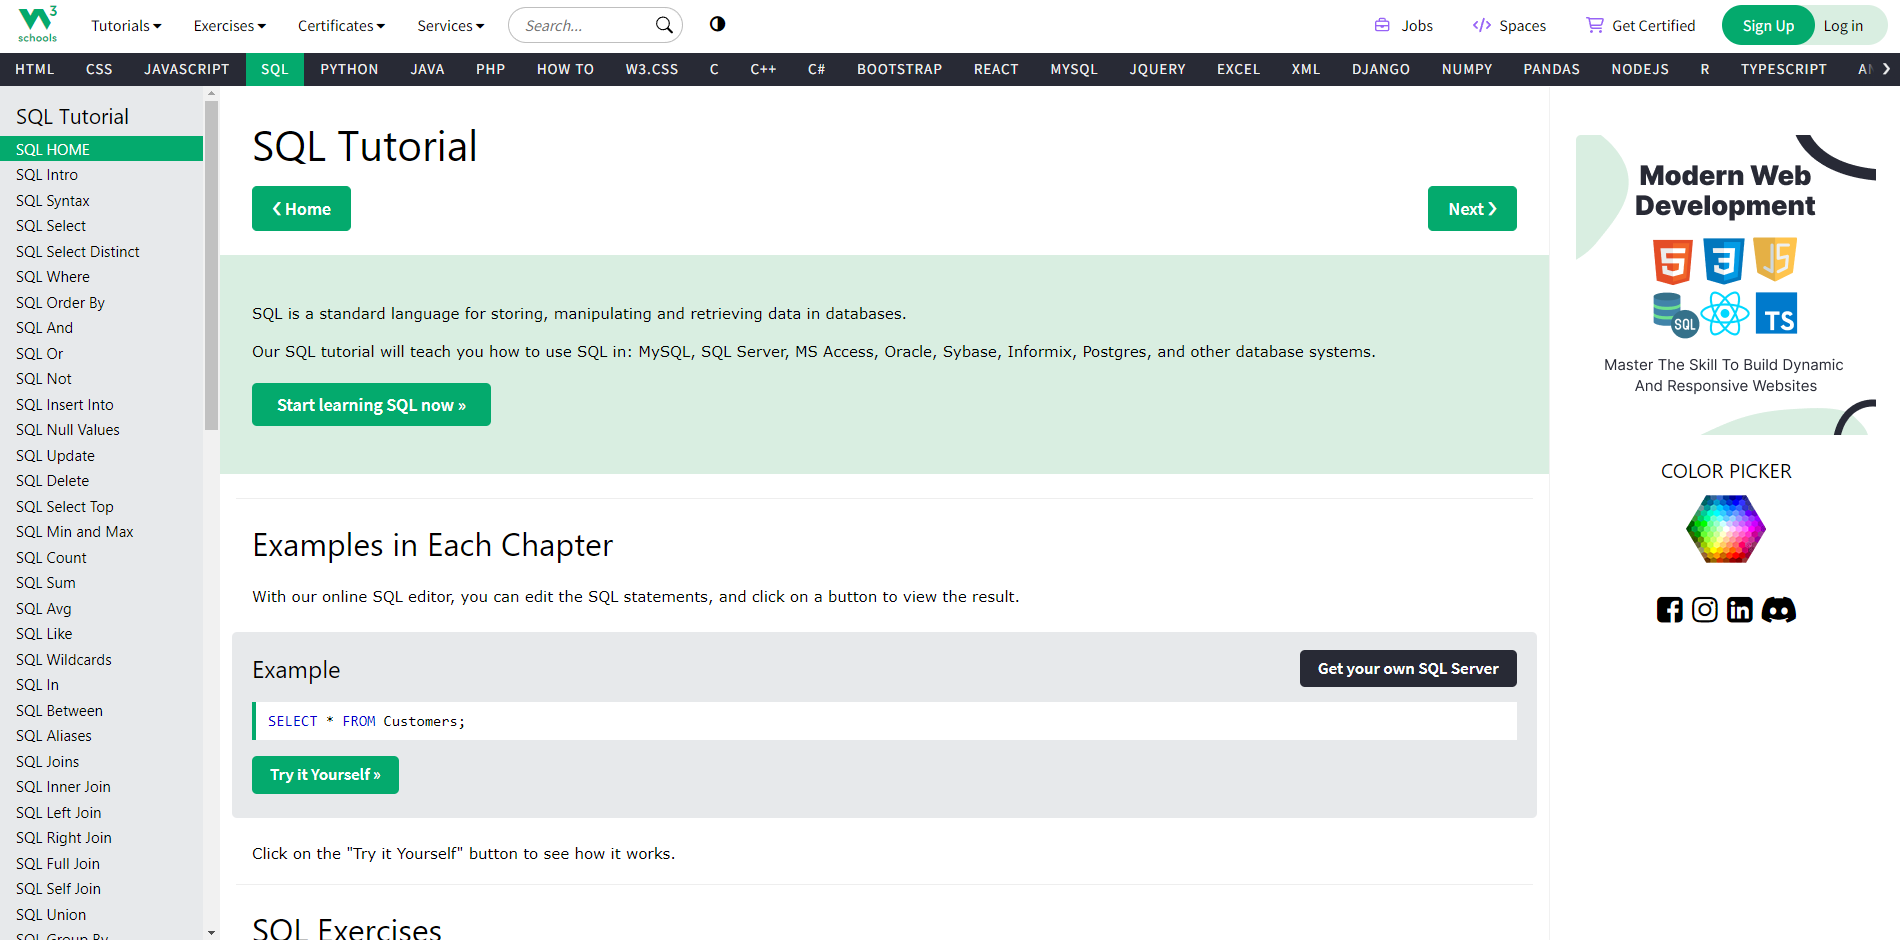 W3 schools
Tutorials Exercises Certificates Services Search... Jobs Spaces Get Certified Sign Up Log in
HTML CSS JAVASCRIPT SQL PYTHON JAVA PHP HOW TO W3.CSS C C++ C# BOOTSTRAP REACT MYSQL JQUERY EXCEL XML DJANGO NUMPY PANDAS NODEJS R TYPESCRIPT
SQL Tutorial
SQL HOME
SQL Intro
SQL Syntax
SQL Select
SQL Select Distinct
SQL Where
SQL Order By
SQL And
SQL Or
SQL Not
SQL Insert Into
SQL Null Values
SQL Update
SQL Delete
SQL Select Top
SQL Min and Max
SQL Count
SQL Sum
SQL Avg
SQL Like
SQL Wildcards
SQL In
SQL Between
SQL Aliases
SQL Joins
SQL Inner Join
SQL Left Join
SQL Right Join
SQL Full Join
SQL Self Join
SQL Union
SQL Group By
SQL Tutorial
❮ Home
Next ❯
SQL is a standard language for storing, manipulating and retrieving data in databases.
Our SQL tutorial will teach you how to use SQL in: MySQL, SQL Server, MS Access, Oracle, Sybase, Informix, Postgres, and other database systems.
Start learning SQL now »
Examples in Each Chapter
With our online SQL editor, you can edit the SQL statements, and click on a button to view the result.
Example
Get your own SQL Server
SELECT * FROM Customers;
Try it Yourself »
Click on the "Try it Yourself" button to see how it works.
SQL Exercises
Modern Web
Development
5 3 JS
SQL TS
Master The Skill To Build Dynamic
And Responsive Websites
COLOR PICKER